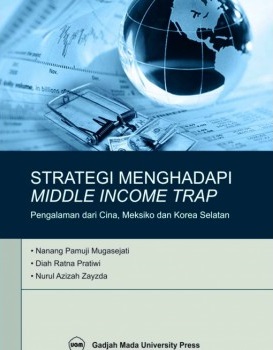 STRATEGI MENGHADAPI
MIDDLE INCOME TRAP
Pengalaman dari Cina, Meksiko dan Korea Selatan
• Nanang Pamuji Mugasejati
• Diah Ratna Pratiwi
• Nurul Azizah Zayzda
UGM Gadjah Mada University Press